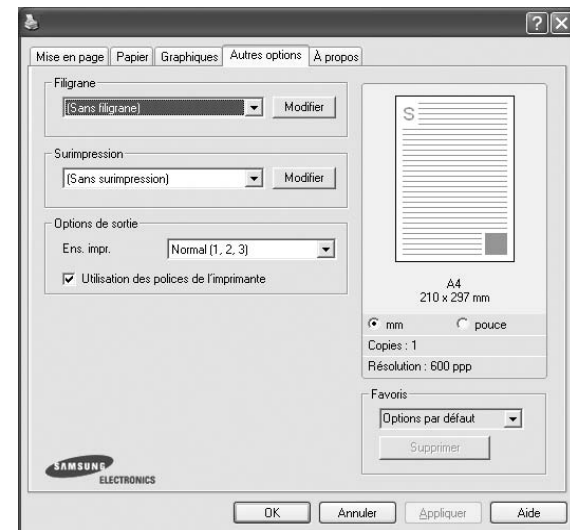 Mise en page Papier Graphiques Autres options À propos
Filigrane
(Sans filigrane) Modifier
Surimpression
(Sans surimpression) Modifier
Options de sortie
Ens. impr. Normal (1, 2, 3)
Utilisation des polices de l'imprimante
S
A4
210 x 297 mm
mm pouce
Copies : 1
Résolution : 600 ppp
Favoris
Options par défaut
Supprimer
SAMSUNG
ELECTRONICS
OK Annuler Appliquer Aide